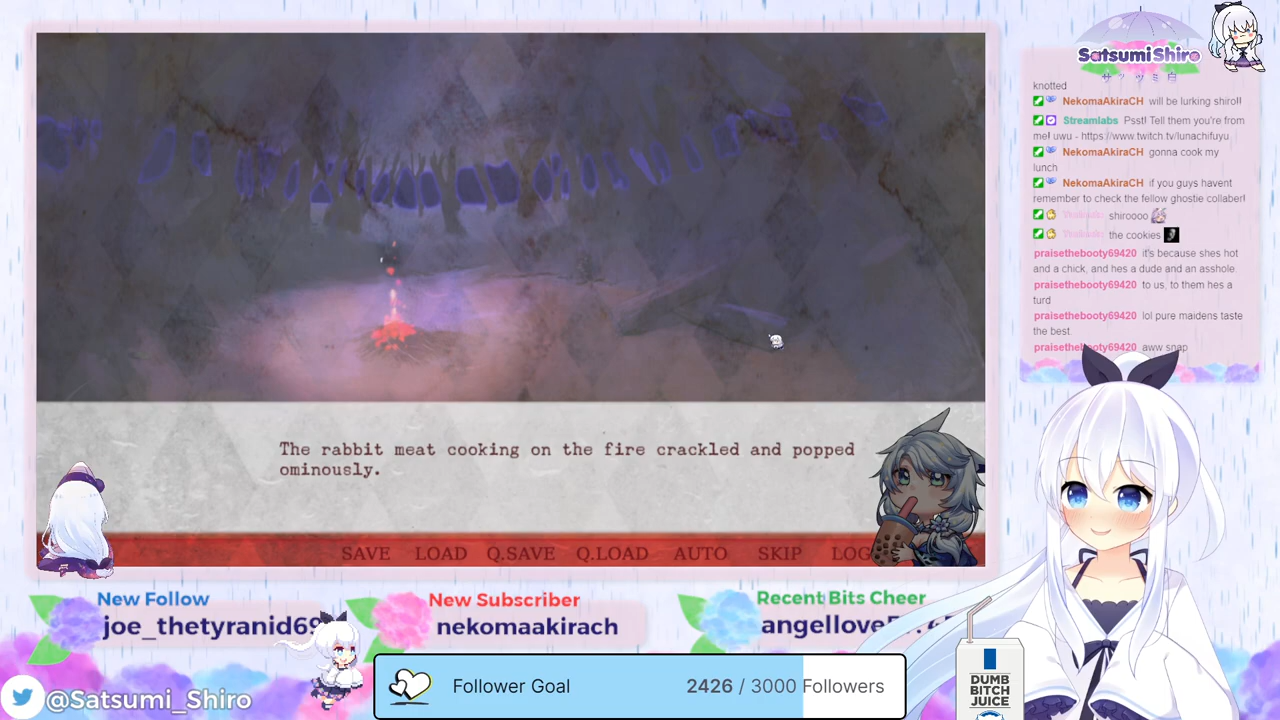 The rabbit meat cooking on the fire crackled and popped
ominously.
SAVE LOAD Q.SAVE Q.LOAD AUTO SKIP LOG
SatsumiShiro
knotted
NekomaAkiraCH will be lurking shiro!!
Streamlabs Psst! Tell them you're from
me! uwu - https://www.twitch.tv/lunachifuyu
NekomaAkiraCH gonna cook my
lunch
NekomaAkiraCH if you guys havent
remember to check the fellow ghostie collaber!
shiroooo
the cookies
praisethebooty69420 it's because shes hot
and a chick, and hes a dude and an asshole.
praisethebooty69420 to us, to them hes a
turd
praisethebooty69420 lol pure maidens taste
the best.
praisethebooty69420 aww snap
New Follow
joe_thetyranid69
New Subscriber
nekomaakirach
Recent Bits Cheer
Follower Goal 2426 / 3000 Followers
@Satsumi_Shiro
DUMB
BITCH
JUICE